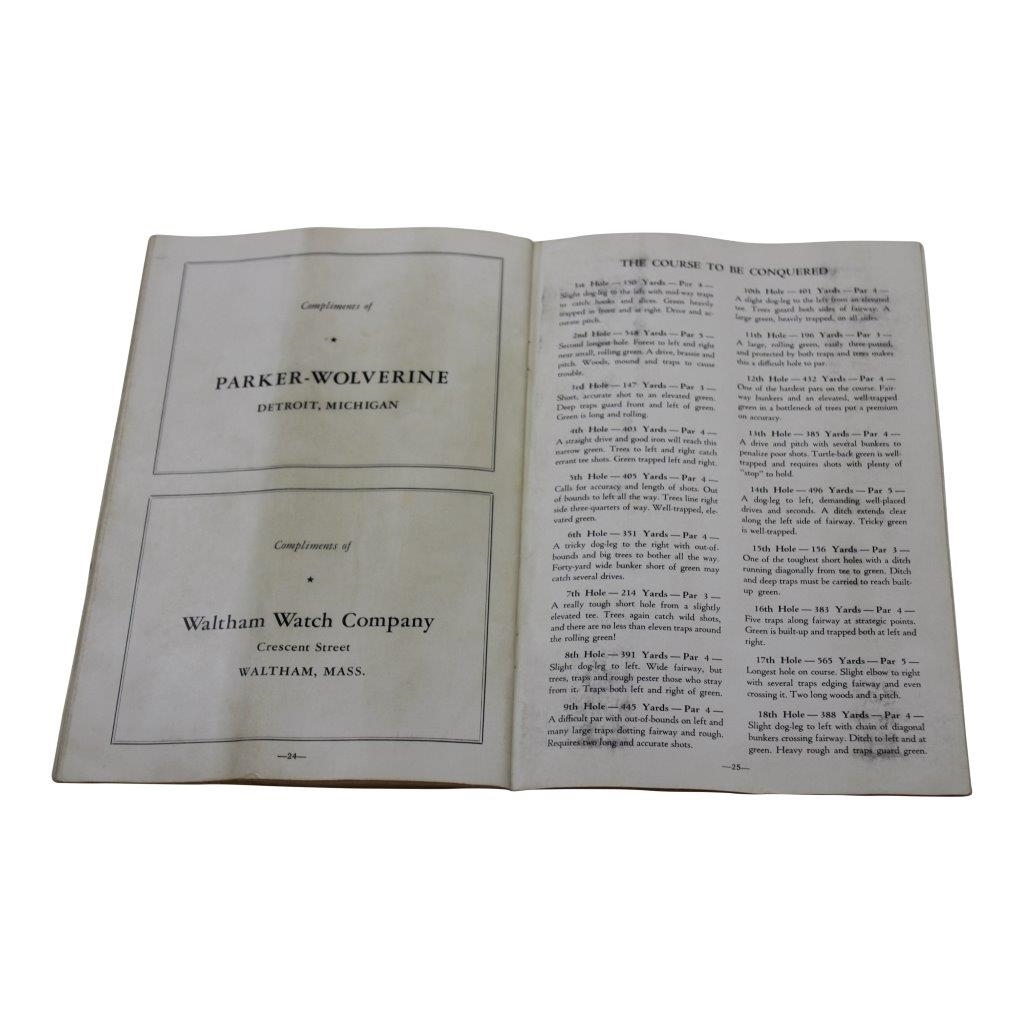 Compliments of
PARKER-WOLVERINE
DETROIT, MICHIGAN
Compliments of
Waltham Watch Company
Crescent Street
WALTHAM, MASS.
—24—
THE COURSE TO BE CONQUERED
1st Hole — 350 Yards — Par 4 —
Slight dog-leg to the left with mid-way traps
to catch hooks and slices. Green heavily
trapped in front and at right. Drive and ac-
curate pitch.
2nd Hole — 548 Yards — Par 5 —
Second longest hole. Forest to left and right
near small, rolling green. A drive, brassie and
pitch. Woods, mound and traps to cause
trouble.
3rd Hole — 147 Yards — Par 3 —
Short, accurate shot to an elevated green.
Deep traps guard front and left of green.
Green is long and rolling.
4th Hole — 403 Yards — Par 4 —
A straight drive and good iron will reach this
narrow green. Trees to left and right catch
errant tee shots. Green trapped left and right.
5th Hole — 405 Yards — Par 4 —
Calls for accuracy and length of shots. Out
of bounds to left all the way. Trees line right
side three-quarters of way. Well-trapped, ele-
vated green.
6th Hole — 351 Yards — Par 4 —
A tricky dog-leg to the right with out-of-
bounds and big trees to bother all the way.
Forty-yard wide bunker short of green may
catch several drives.
7th Hole — 214 Yards — Par 3 —
A really tough short hole from a slightly
elevated tee. Trees again catch wild shots,
and there are no less than eleven traps around
the rolling green!
8th Hole — 391 Yards — Par 4 —
Slight dog-leg to left. Wide fairway, but
trees, traps and rough pester those who stray
from it. Traps both left and right of green.
9th Hole — 445 Yards — Par 4 —
A difficult par with out-of-bounds on left and
many large traps dotting fairway and rough.
Requires two long and accurate shots.
10th Hole — 401 Yards — Par 4 —
A slight dog-leg to the left from an elevated
tee. Trees guard both sides of fairway. A
large green, heavily trapped, on all sides.
11th Hole — 196 Yards — Par 3 —
A large, rolling green, easily three-putted,
and protected by both traps and trees makes
this a difficult hole to par.
12th Hole — 432 Yards — Par 4 —
One of the hardest pars on the course. Fair-
way bunkers and an elevated, well-trapped
green in a bottleneck of trees put a premium
on accuracy.
13th Hole — 385 Yards — Par 4 —
A drive and pitch with several bunkers to
penalize poor shots. Turtle-back green is well-
trapped and requires shots with plenty of
"stop" to hold.
14th Hole — 496 Yards — Par 5 —
A dog-leg to left, demanding well-placed
drives and seconds. A ditch extends clear
along the left side of fairway. Tricky green
is well-trapped.
15th Hole — 156 Yards — Par 3 —
One of the toughest short holes with a ditch
running diagonally from tee to green. Ditch
and deep traps must be carried to reach built-
up green.
16th Hole — 383 Yards — Par 4 —
Five traps along fairway at strategic points.
Green is built-up and trapped both at left and
right.
17th Hole — 565 Yards — Par 5 —
Longest hole on course. Slight elbow to right
with several traps edging fairway and even
crossing it. Two long woods and a pitch.
18th Hole — 388 Yards — Par 4 —
Slight dog-leg to left with chain of diagonal
bunkers crossing fairway. Ditch to left and at
green. Heavy rough and traps guard green.
—25—